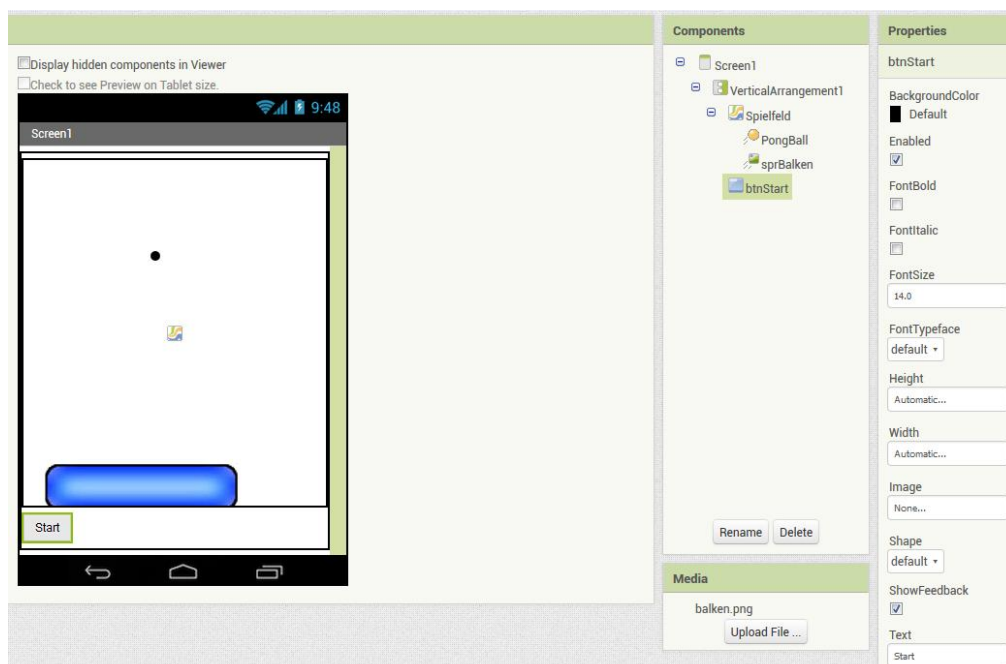 Display hidden components in Viewer
Check to see Preview on Tablet size.
9:48
Screen1
Start
Components
Screen1
VerticalArrangement1
Spielfeld
PongBall
sprBalken
btnStart
Rename Delete
Media
balken.png
Upload File ...
Properties
btnStart
BackgroundColor
Default
Enabled
FontBold
FontItalic
FontSize
14.0
FontTypeface
default
Height
Automatic...
Width
Automatic...
Image
None...
Shape
default
ShowFeedback
Text
Start